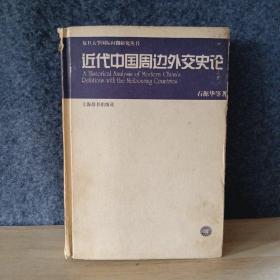 复旦大学国际问题研究丛书
近代中国周边外交史论
A Historical Analysis of Modern China's
Relations with the Neibouring Countries
石源华等著
上海辞书出版社